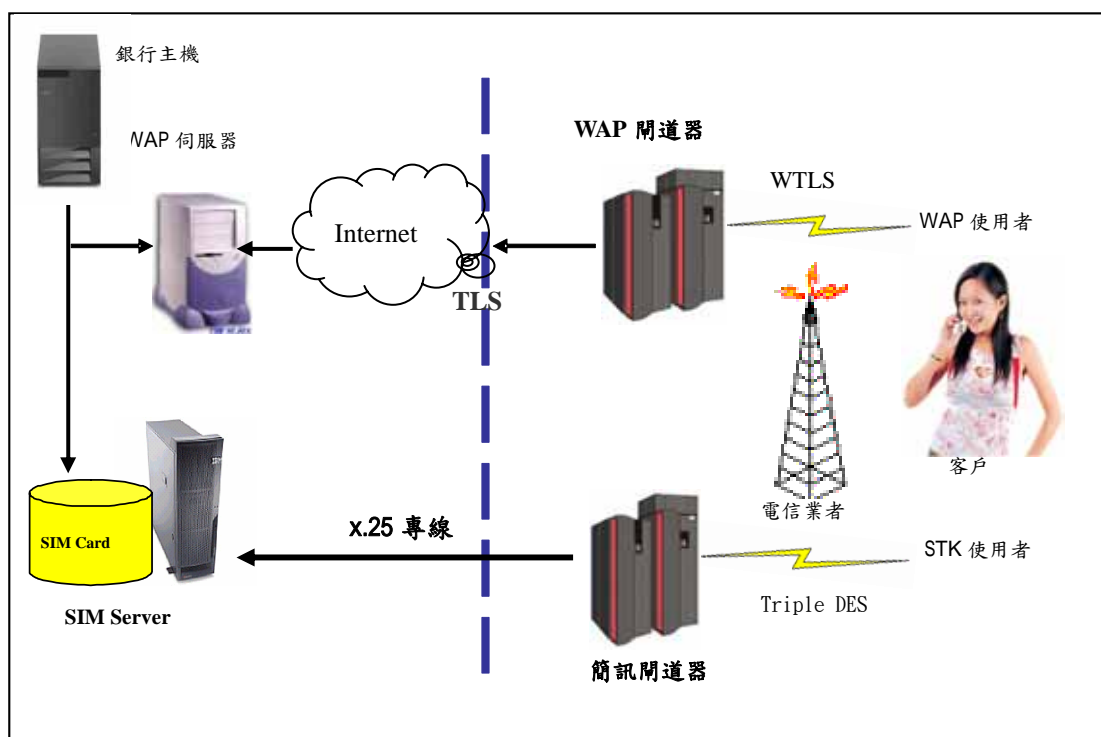 銀行主機
WAP 伺服器
WAP 閘道器
WTLS
Internet
WAP 使用者
TLS
客戶
電信業者
x.25 專線
SIM Card
STK 使用者
SIM Server
Triple DES
簡訊閘道器